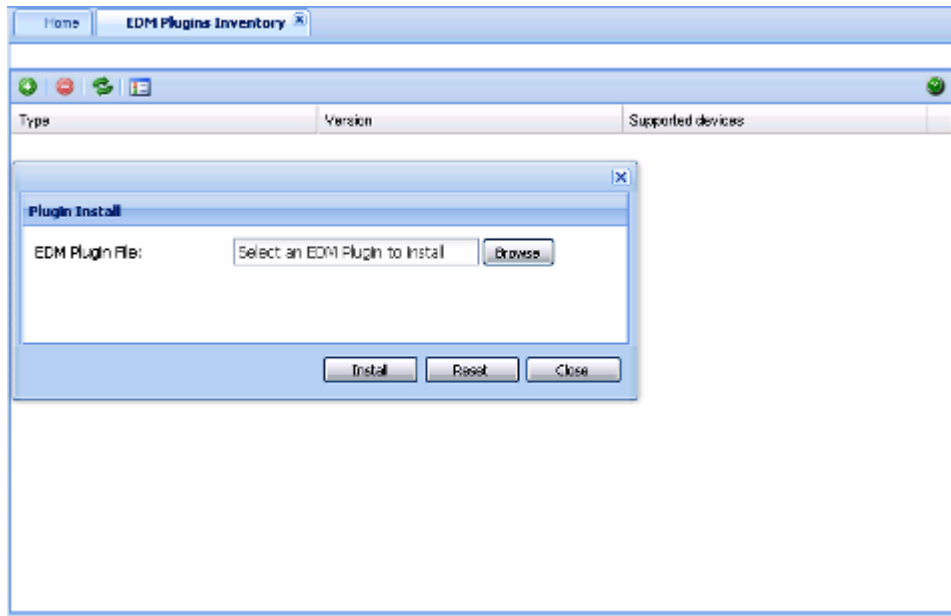 Home EDM Plugins Inventory
Type Version Supported devices
Plugin Install
EDM Plugin File: Select an EDM Plugin to Install Browse
Install Reset Close